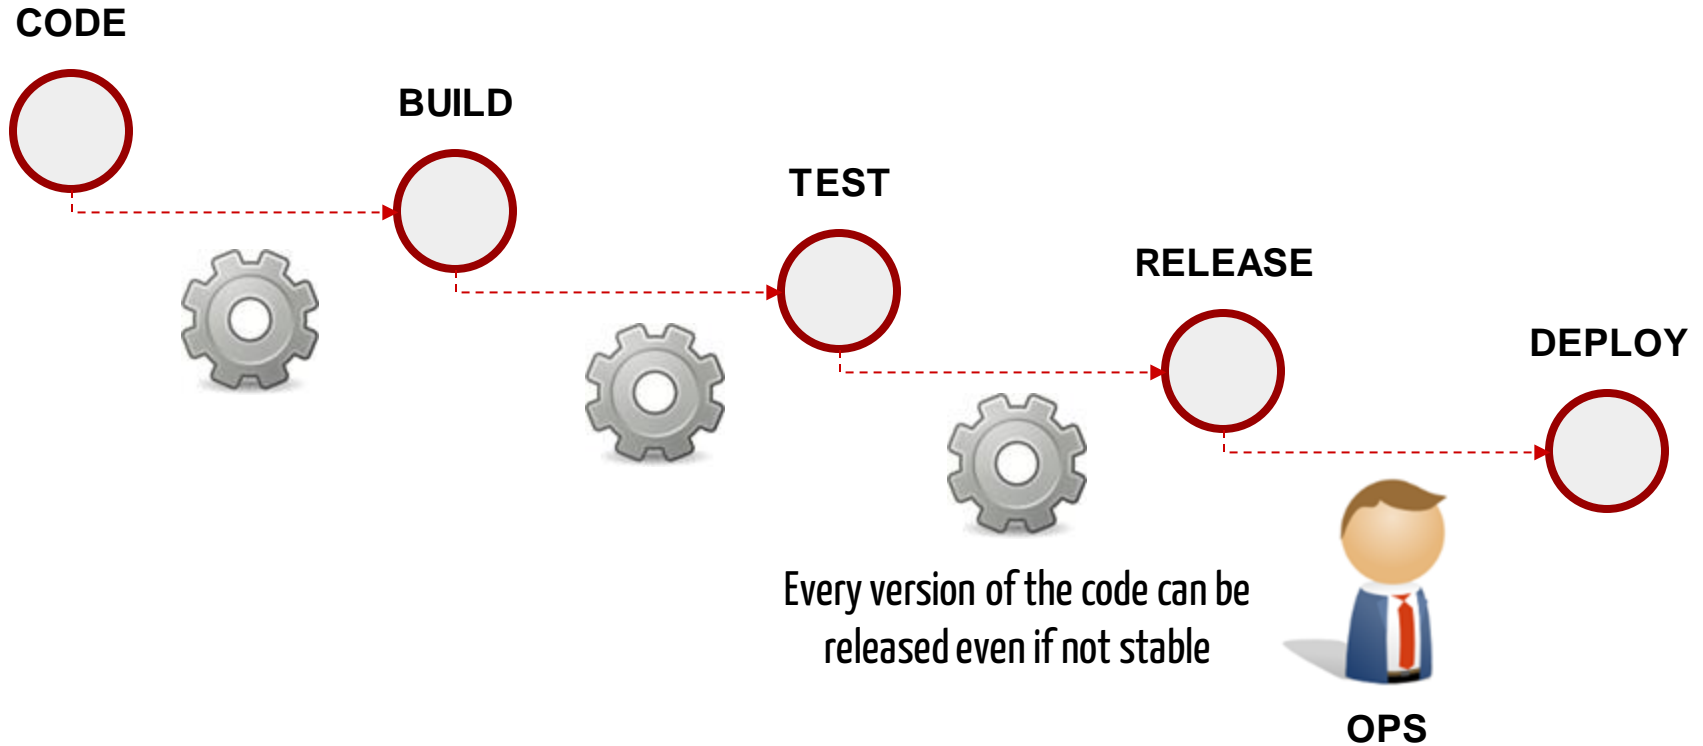 CODE
BUILD
TEST
RELEASE
DEPLOY
Every version of the code can be
released even if not stable
OPS